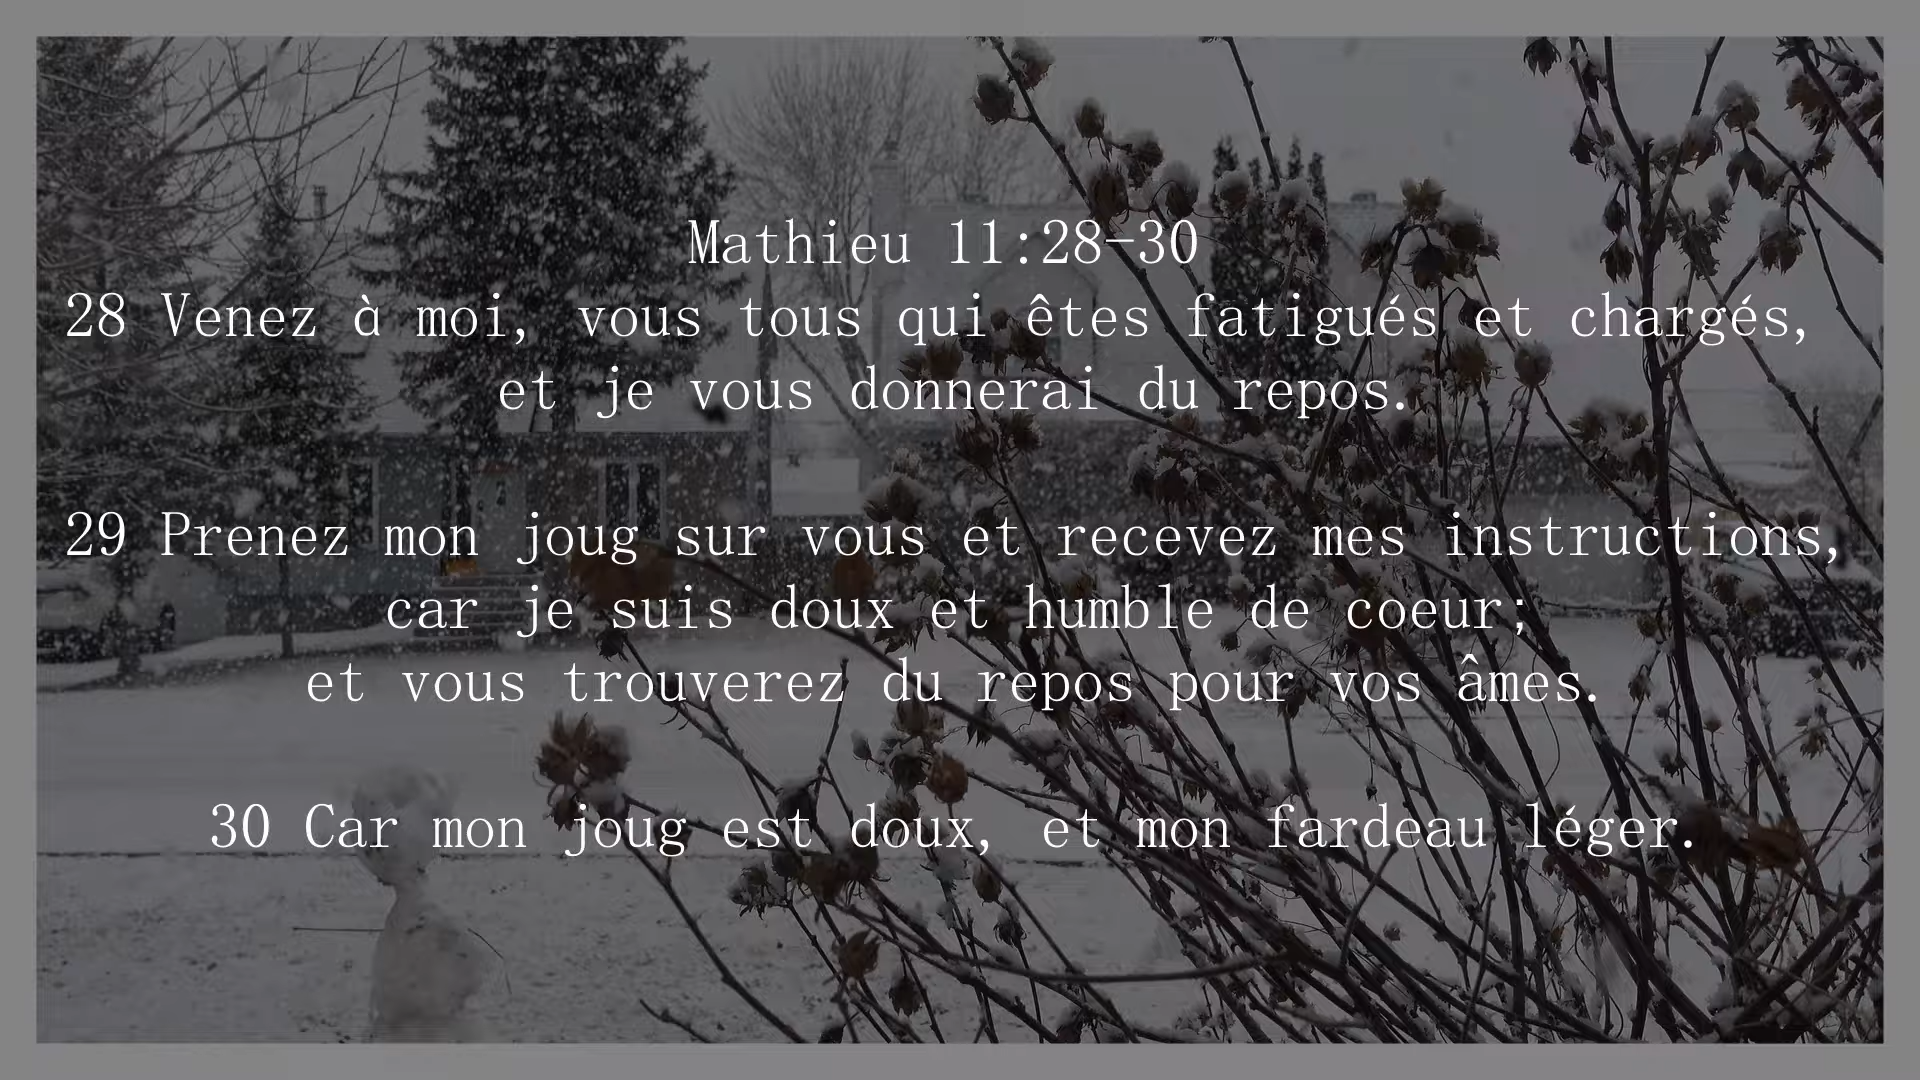 Mathieu 11:28-30
28 Venez à moi, vous tous qui êtes fatigués et chargés,
et je vous donnerai du repos.
29 Prenez mon joug sur vous et recevez mes instructions,
car je suis doux et humble de coeur;
et vous trouverez du repos pour vos âmes.
30 Car mon joug est doux, et mon fardeau léger.